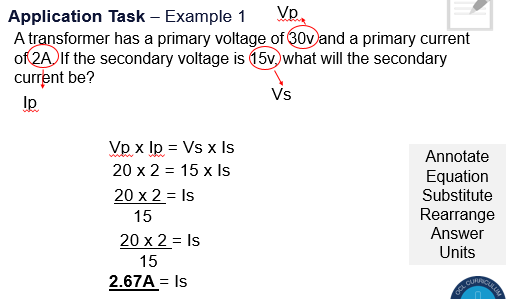 Application Task – Example 1
Vp
A transformer has a primary voltage of 30v and a primary current
of 2A. If the secondary voltage is 15v, what will the secondary
current be?
Vs
Ip
Vp x Ip = Vs x Is
20 x 2 = 15 x Is
20 x 2 = Is
15
20 x 2 = Is
15
2.67A = Is
Annotate
Equation
Substitute
Rearrange
Answer
Units
OCL CURRICULUM